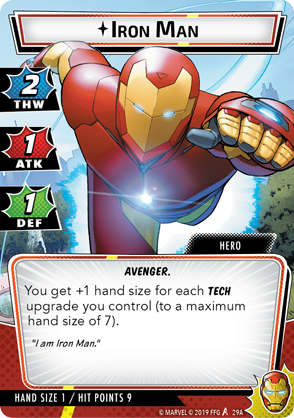 IRON MAN
2
THW
1
ATK
1
DEF
HERO
AVENGER.
You get +1 hand size for each TECH
upgrade you control (to a maximum
hand size of 7).
"I am Iron Man."
HAND SIZE 1 / HIT POINTS 9
© MARVEL © 2019 FFG A 29A